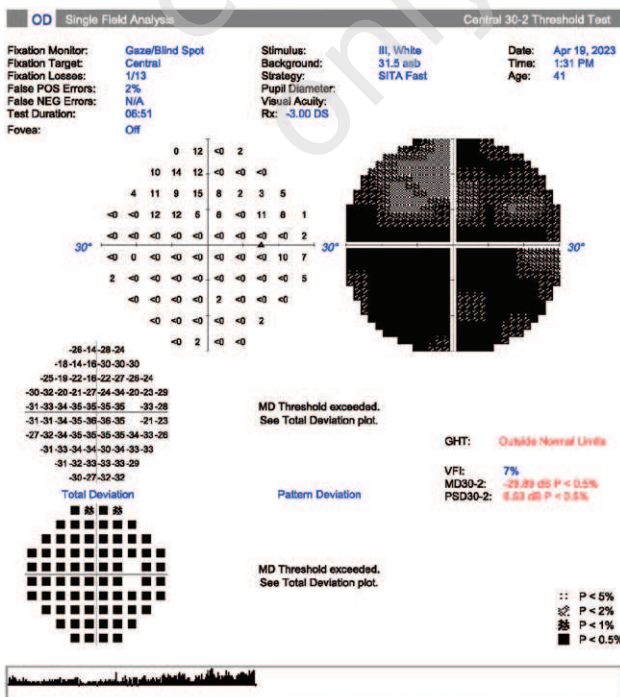 OD Single Field Analysis Central 30-2 Threshold Test
Fixation Monitor: Gaze/Blind Spot Stimulus: III, White Date: Apr 19, 2023
Fixation Target: Central Background: 31.5 asb Time: 1:31 PM
Fixation Losses: 1/13 Strategy: SITA Fast Age: 41
False POS Errors: 2% Pupil Diameter:
False NEG Errors: N/A Visual Acuity:
Test Duration: 06:51 Rx: -3.00 DS
Fovea: Off
0 12 <0 2
10 14 12 <0 <0 <0
4 11 9 15 8 2 3 5
<0 <0 12 12 5 8 <0 11 8 1
<0 <0 <0 <0 <0 <0 <0 <0 <0 2
30° 30° 30°
<0 0 <0 <0 <0 <0 <0 <0 10 7
2 <0 <0 <0 <0 <0 <0 <0 <0 5
<0 <0 <0 <0 2 <0 <0 <0
<0 <0 <0 <0 <0 2
<0 2 <0 <0
-26 -14 -28 -24
-18 -14 -16 -30 -30 -30
-25 -19 -22 -16 -22 -27 -26 -24
-30 -32 -20 -21 -27 -24 -34 -20 -23 -29
-31 -33 -34 -35 -35 -35 -35 -33 -28
-31 -31 -34 -35 -36 -36 -35 -21 -23
-27 -32 -34 -35 -35 -35 -35 -34 -33 -26
-31 -33 -34 -34 -30 -34 -33 -33
-31 -32 -33 -33 -33 -29
-30 -27 -32 -32
MD Threshold exceeded.
See Total Deviation plot.
GHT: Outside Normal Limits
VFI: 7%
MD30-2: -29.89 dB P < 0.5%
PSD30-2: 6.53 dB P < 0.5%
Total Deviation Pattern Deviation
MD Threshold exceeded.
See Total Deviation plot.
P < 5%
P < 2%
P < 1%
P < 0.5%